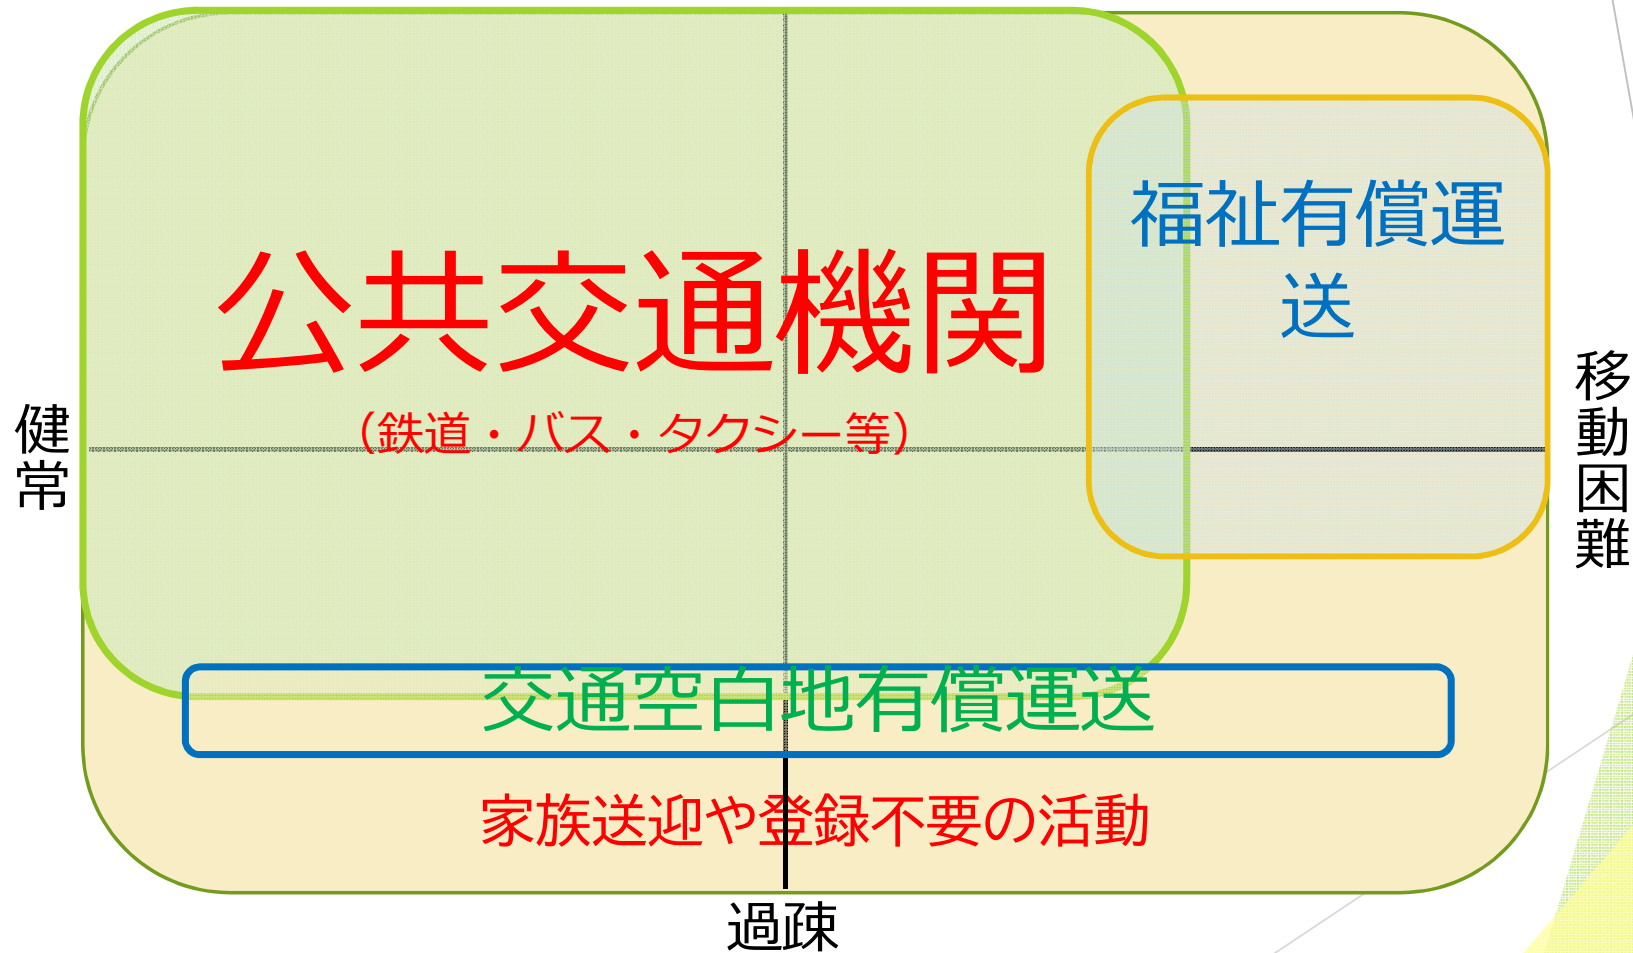 公共交通機関
（鉄道・バス・タクシー等）
福祉有償運
送
健常
移動困難
交通空白地有償運送
家族送迎や登録不要の活動
過疎